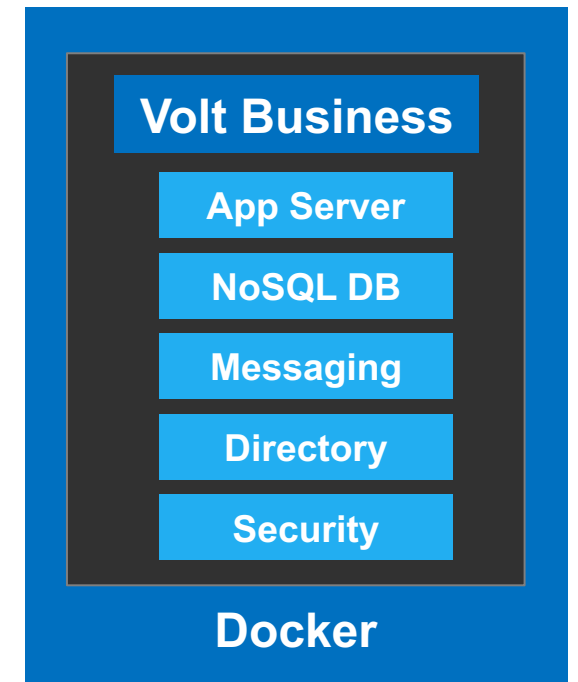 Volt Business
App Server
NoSQL DB
Messaging
Directory
Security
Docker